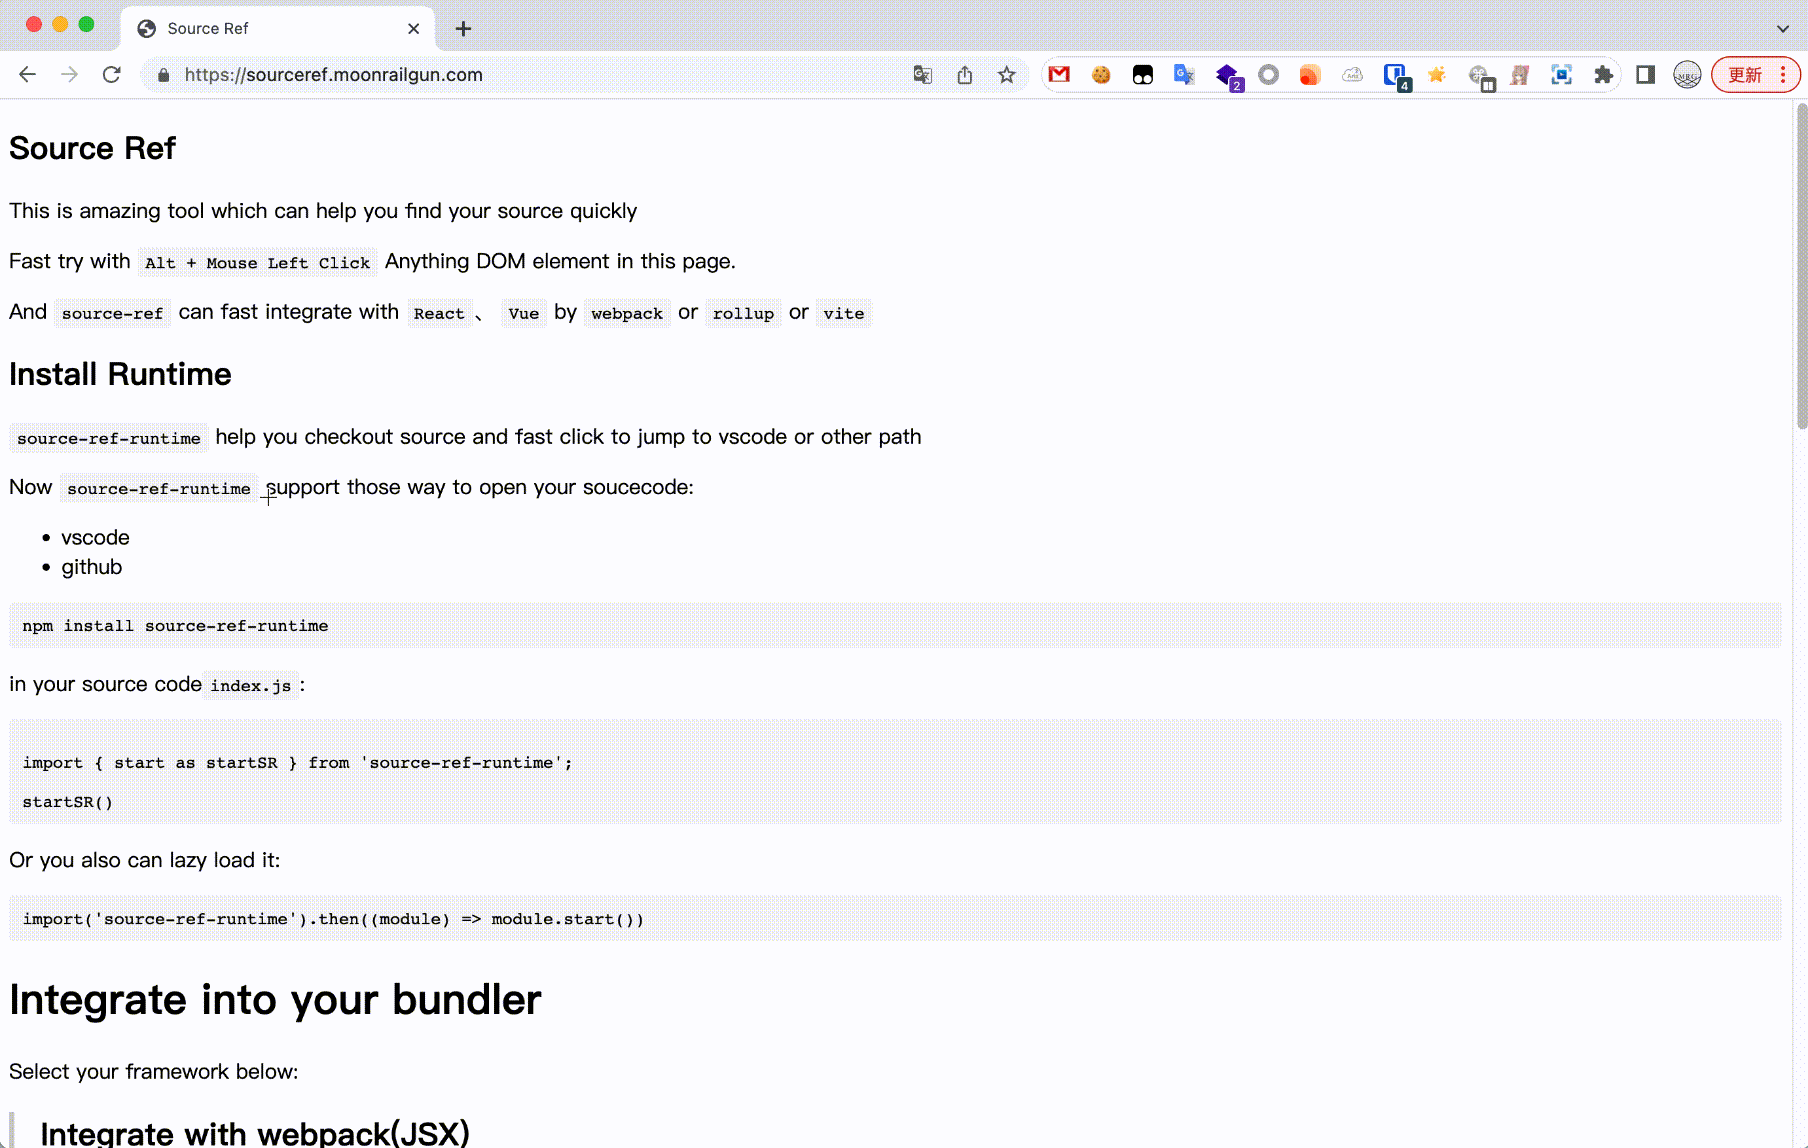 Source Ref
https://sourceref.moonrailgun.com
2
4
更新
Source Ref
This is amazing tool which can help you find your source quickly
Fast try with Alt + Mouse Left Click Anything DOM element in this page.
And source-ref can fast integrate with React 、 Vue by webpack or rollup or vite
Install Runtime
source-ref-runtime help you checkout source and fast click to jump to vscode or other path
Now source-ref-runtime support those way to open your soucecode:
• vscode
• github
npm install source-ref-runtime
in your source code index.js :
import { start as startSR } from 'source-ref-runtime';
startSR()
Or you also can lazy load it:
import('source-ref-runtime').then((module) => module.start())
Integrate into your bundler
Select your framework below:
Integrate with webpack(JSX)